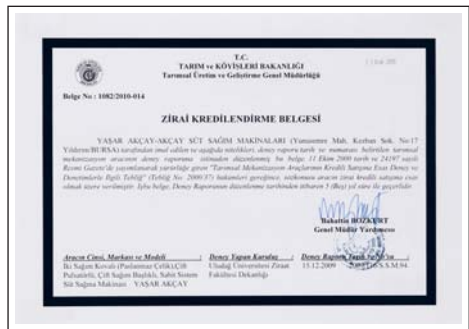 T.C.
TARIM ve KÖYİŞLERİ BAKANLIĞI
Tarımsal Üretim ve Geliştirme Genel Müdürlüğü
Belge No : 1082/2010-014
ZIRAİ KREDİLENDİRME BELGESİ
YAŞAR AKÇAY-AKÇAY SÜT SAĞIM MAKİNALARI (Yunusemre Mah. Kezban Sok. No:17
Yıldırım/BURSA) tarafından imal edilen ve aşağıda nitelikleri, deney raporu tarih ve numarası belirtilen tarımsal
mekanizasyon aracının deney raporuna istinaden düzenlenmiş bu belge 11 Ekim 2000 tarih ve 24197 sayılı
Resmi Gazete'de yayımlanarak yürürlüğe giren "Tarımsal Mekanizasyon Araçlarının Kredili Satışına Esas Deney ve
Denetimlerle İlgili Tebliğ" (Tebliğ No: 2000/37) hükümleri gereğince, sözkonusu aracın zirai kredili satışına esas
olmak üzere verilmiştir. İşbu belge, Deney Raporunun düzenlenme tarihinden itibaren 5 (Beş) yıl süre ile geçerlidir.
Bahattin BOZKURT
Genel Müdür Yardımcısı
Aracın Cinsi, Markası ve Modeli : Deney Yapan Kuruluş : Deney Raporu Tarih ve No'su :
İki Sağım Kovalı (Paslanmaz Çelik),Çift Uludağ Üniversitesi Ziraat 15.12.2009
Pulsatörlü, Çift Sağım Başlıklı, Sabit Sistem Fakültesi Dekanlığı
Süt Sağma Makinası YAŞAR AKÇAY